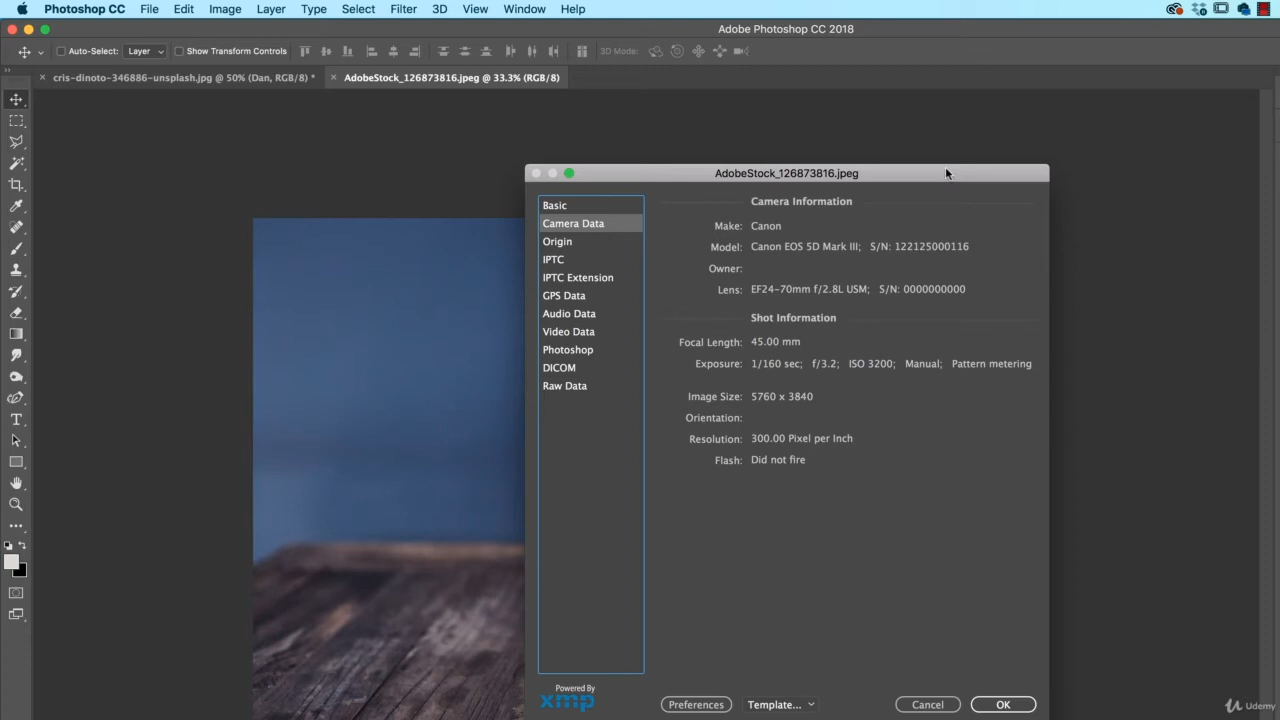 Photoshop CC File Edit Image Layer Type Select Filter 3D View Window Help
Adobe Photoshop CC 2018
Auto-Select: Layer Show Transform Controls 3D Mode:
cris-dinoto-346886-unsplash.jpg @ 50% (Dan, RGB/8) * AdobeStock_126873816.jpeg @ 33.3% (RGB/8)
AdobeStock_126873816.jpeg
Basic
Camera Data
Origin
IPTC
IPTC Extension
GPS Data
Audio Data
Video Data
Photoshop
DICOM
Raw Data
Camera Information
Make: Canon
Model: Canon EOS 5D Mark III; S/N: 122125000116
Owner:
Lens: EF24-70mm f/2.8L USM; S/N: 0000000000
Shot Information
Focal Length: 45.00 mm
Exposure: 1/160 sec; f/3.2; ISO 3200; Manual; Pattern metering
Image Size: 5760 x 3840
Orientation:
Resolution: 300.00 Pixel per Inch
Flash: Did not fire
Powered By
xmp
Preferences Template... Cancel OK
Udemy